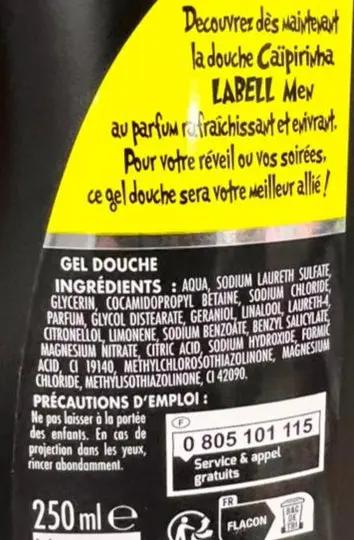 Decouvrez dès maintenant
la douche Caïpirinha
LABELL Men
au parfum rafraîchissant et enivrant.
Pour votre réveil ou vos soirées,
ce gel douche sera votre meilleur allié !
GEL DOUCHE
INGRÉDIENTS : AQUA, SODIUM LAURETH SULFATE,
GLYCERIN, COCAMIDOPROPYL BETAINE, SODIUM CHLORIDE,
PARFUM, GLYCOL DISTEARATE, GERANIOL, LINALOOL, LAURETH-4,
CITRONELLOL, LIMONENE, SODIUM BENZOATE, BENZYL SALICYLATE,
MAGNESIUM NITRATE, CITRIC ACID, SODIUM HYDROXIDE, FORMIC
ACID, CI 19140, METHYLCHLOROISOTHIAZOLINONE, MAGNESIUM
CHLORIDE, METHYLISOTHIAZOLINONE, CI 42090.
PRÉCAUTIONS D'EMPLOI :
Ne pas laisser à la portée
des enfants. En cas de
projection dans les yeux,
rincer abondamment.
F
0 805 101 115
Service & appel
gratuits
250 ml e
FR
FLACON
BAC
DE
TRI